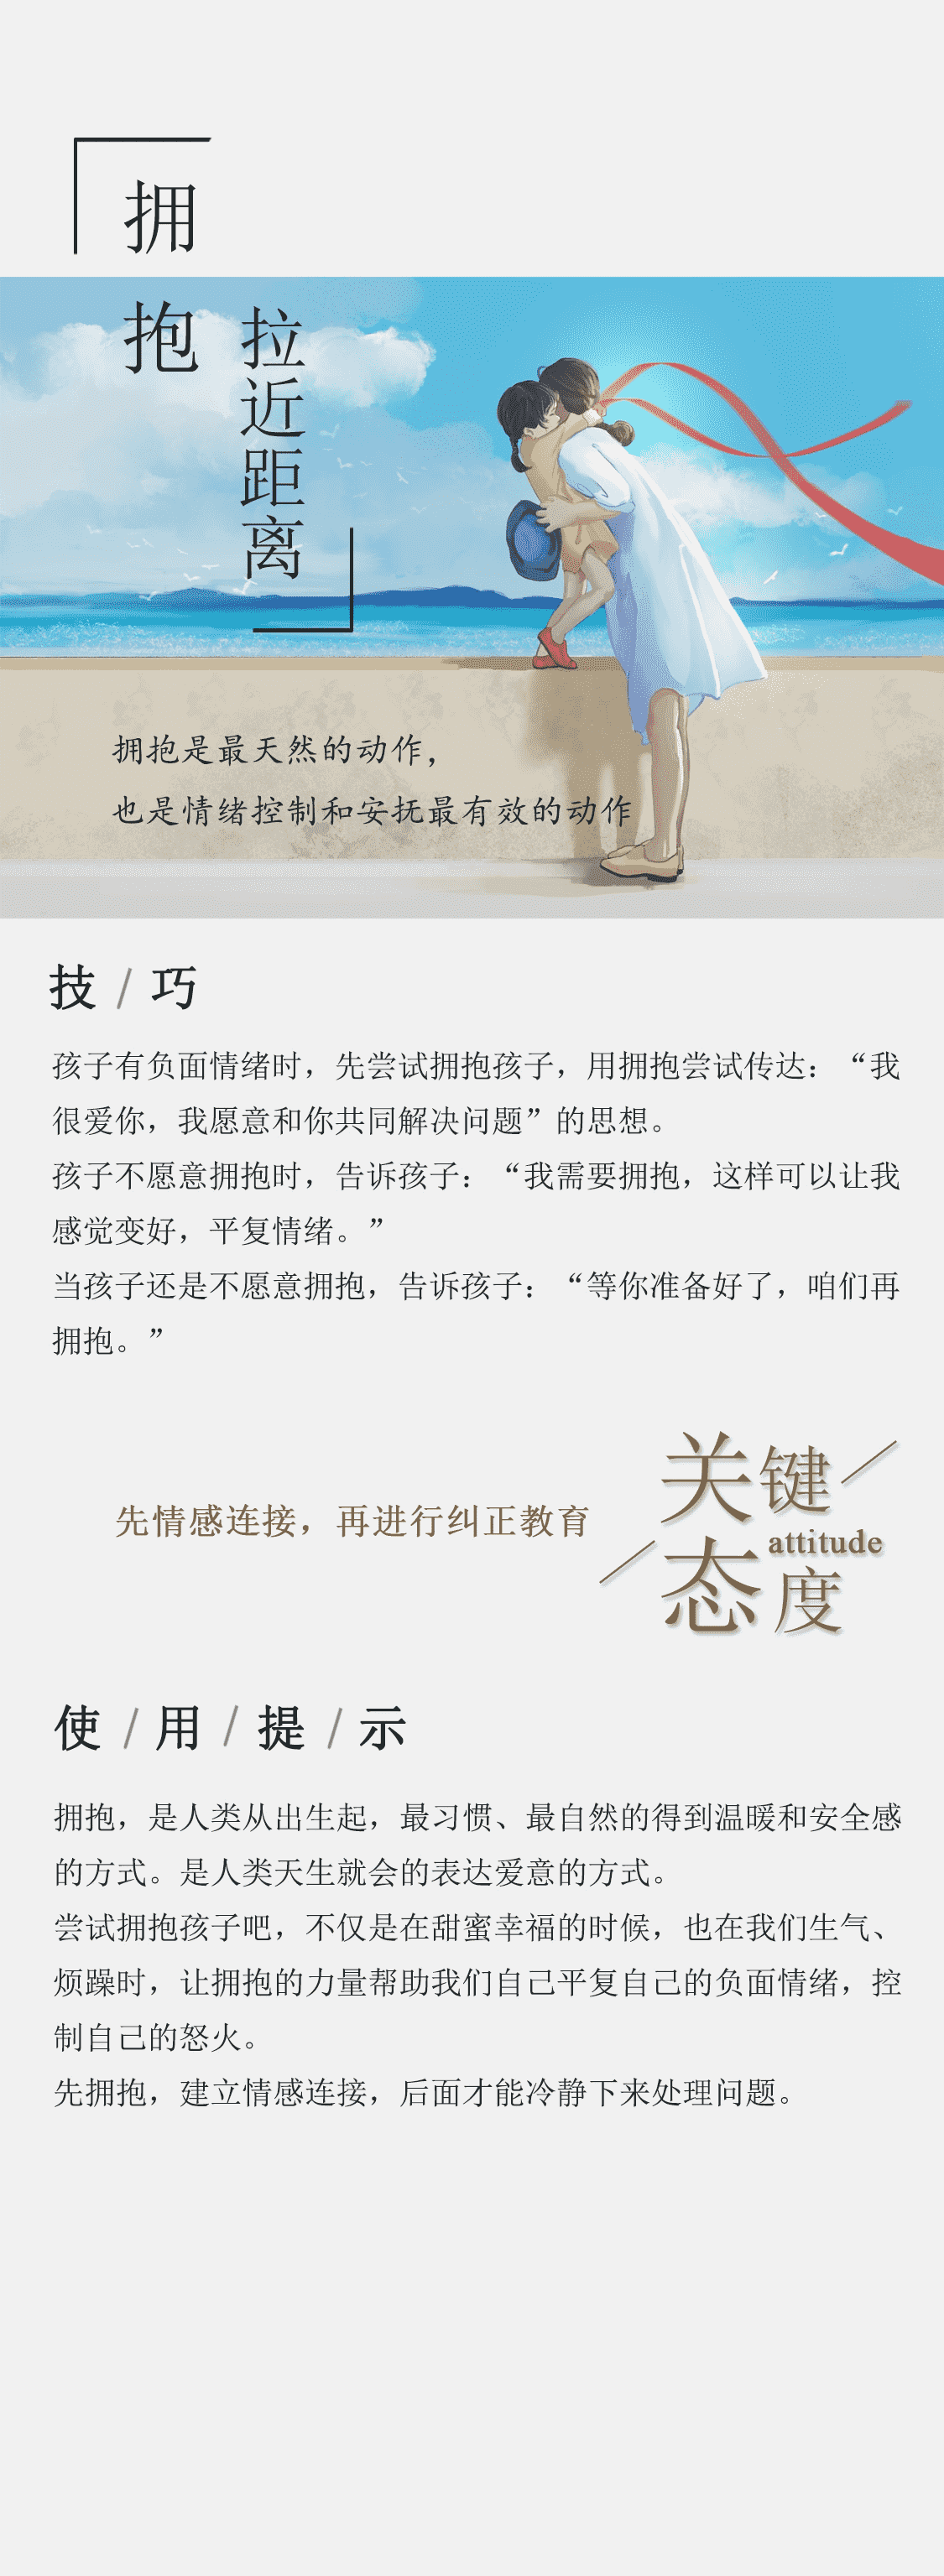 拥抱
拉近距离
拥抱是最天然的动作，
也是情绪控制和安抚最有效的动作
技/巧
孩子有负面情绪时，先尝试拥抱孩子，用拥抱尝试传达：“我
很爱你，我愿意和你共同解决问题”的思想。
孩子不愿意拥抱时，告诉孩子：“我需要拥抱，这样可以让我
感觉变好，平复情绪。”
当孩子还是不愿意拥抱，告诉孩子：“等你准备好了，咱们再
拥抱。”
先情感连接，再进行纠正教育
关键
attitude
态度
使/用/提/示
拥抱，是人类从出生起，最习惯、最自然的得到温暖和安全感
的方式。是人类天生就会的表达爱意的方式。
尝试拥抱孩子吧，不仅是在甜蜜幸福的时候，也在我们生气、
烦躁时，让拥抱的力量帮助我们自己平复自己的负面情绪，控
制自己的怒火。
先拥抱，建立情感连接，后面才能冷静下来处理问题。